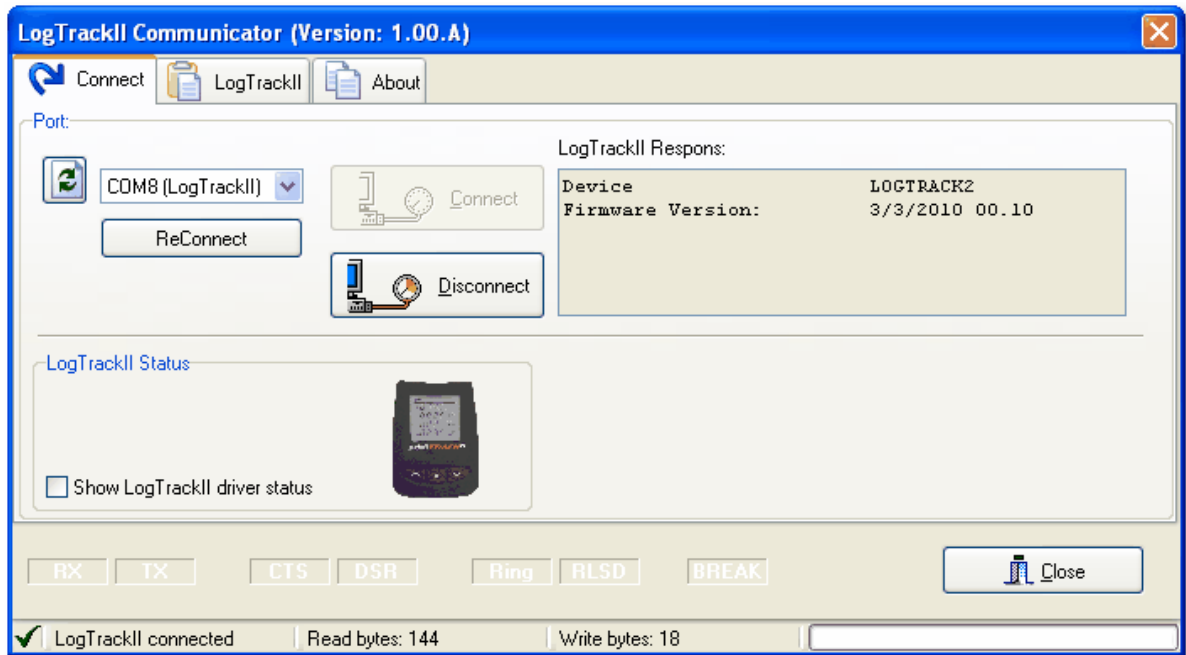 LogTrackII Communicator (Version: 1.00.A)
Connect LogTrackII About
Port:
LogTrackII Respons:
COM8 (LogTrackII)
Connect
Device LOGTRACK2
Firmware Version: 3/3/2010 00.10
ReConnect
Disconnect
LogTrackII Status
Show LogTrackII driver status
RX TX CTS DSR Ring RLSD BREAK
Close
LogTrackII connected Read bytes: 144 Write bytes: 18